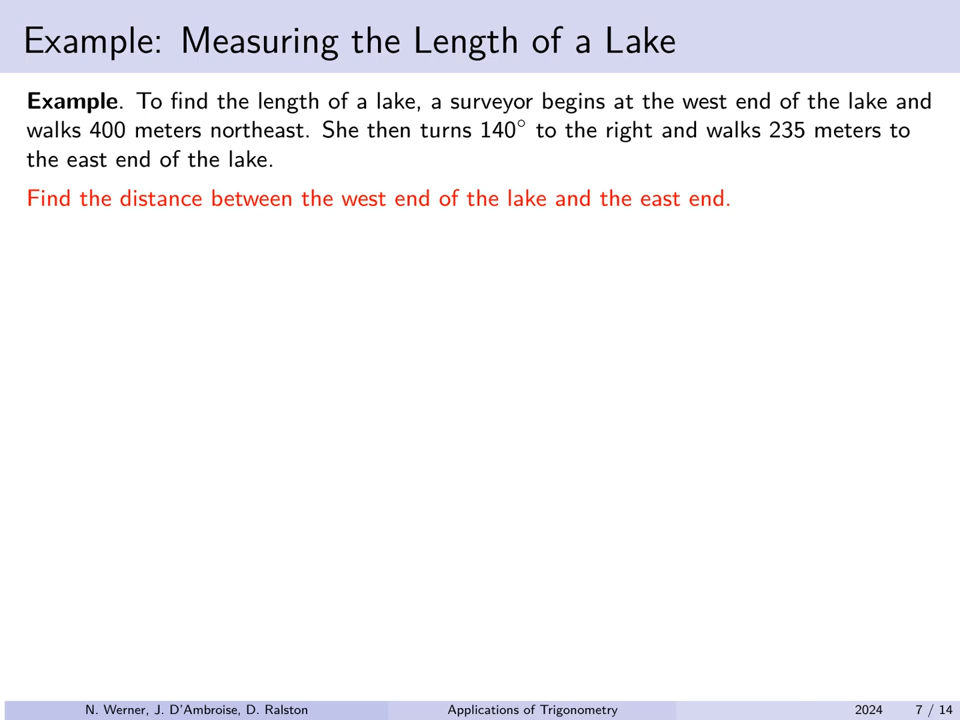 Example: Measuring the Length of a Lake
Example. To find the length of a lake, a surveyor begins at the west end of the lake and
walks 400 meters northeast. She then turns 140° to the right and walks 235 meters to
the east end of the lake.
Find the distance between the west end of the lake and the east end.
N. Werner, J. D'Ambroise, D. Ralston Applications of Trigonometry 2024 7 / 14